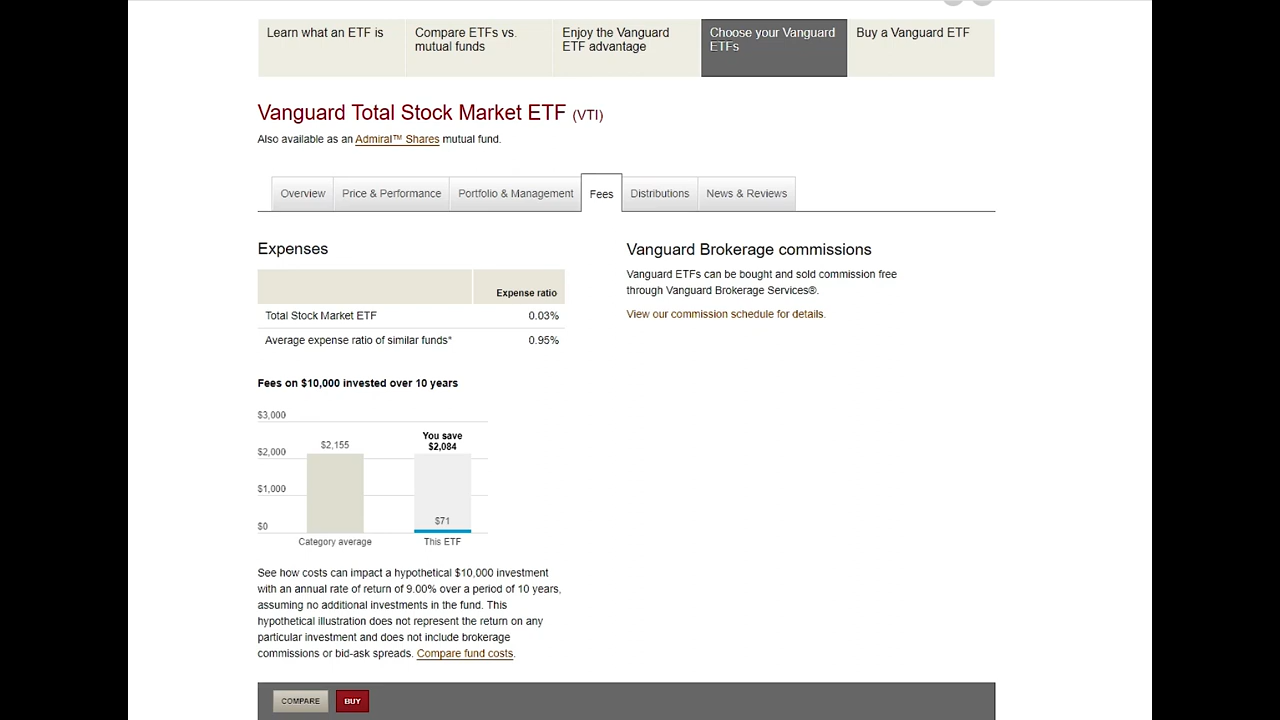 Learn what an ETF is
Compare ETFs vs.
mutual funds
Enjoy the Vanguard
ETF advantage
Choose your Vanguard
ETFs
Buy a Vanguard ETF
Vanguard Total Stock Market ETF (VTI)
Also available as an Admiral™ Shares mutual fund.
Overview
Price & Performance
Portfolio & Management
Fees
Distributions
News & Reviews
Expenses
Expense ratio
Total Stock Market ETF 0.03%
Average expense ratio of similar funds* 0.95%
Fees on $10,000 invested over 10 years
$3,000
$2,000
$1,000
$0
$2,155
You save
$2,084
$71
Category average
This ETF
See how costs can impact a hypothetical $10,000 investment
with an annual rate of return of 9.00% over a period of 10 years,
assuming no additional investments in the fund. This
hypothetical illustration does not represent the return on any
particular investment and does not include brokerage
commissions or bid-ask spreads. Compare fund costs.
Vanguard Brokerage commissions
Vanguard ETFs can be bought and sold commission free
through Vanguard Brokerage Services®.
View our commission schedule for details.
COMPARE
BUY